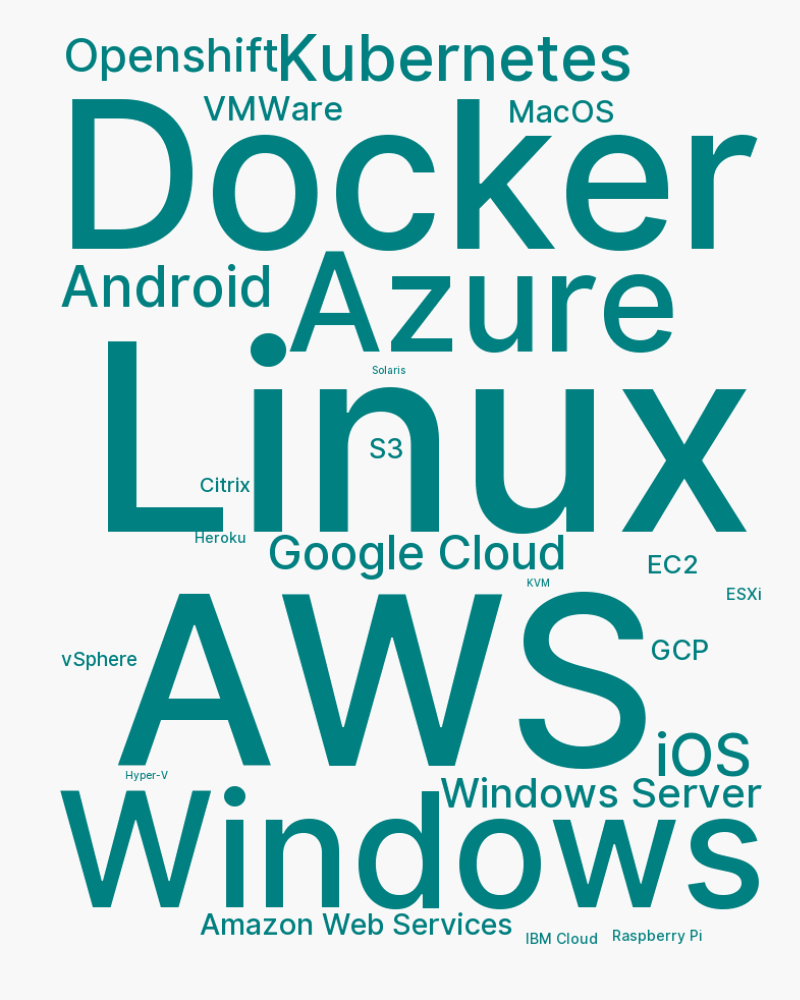 Openshift Kubernetes
VMWare MacOS
Docker
Android Azure
Solaris
Linux
S3
Citrix
Heroku
Google Cloud
EC2
KVM
ESXi
AWS
GCP
vSphere
iOS
Hyper-V
Windows Server
Windows
Amazon Web Services
IBM Cloud Raspberry Pi